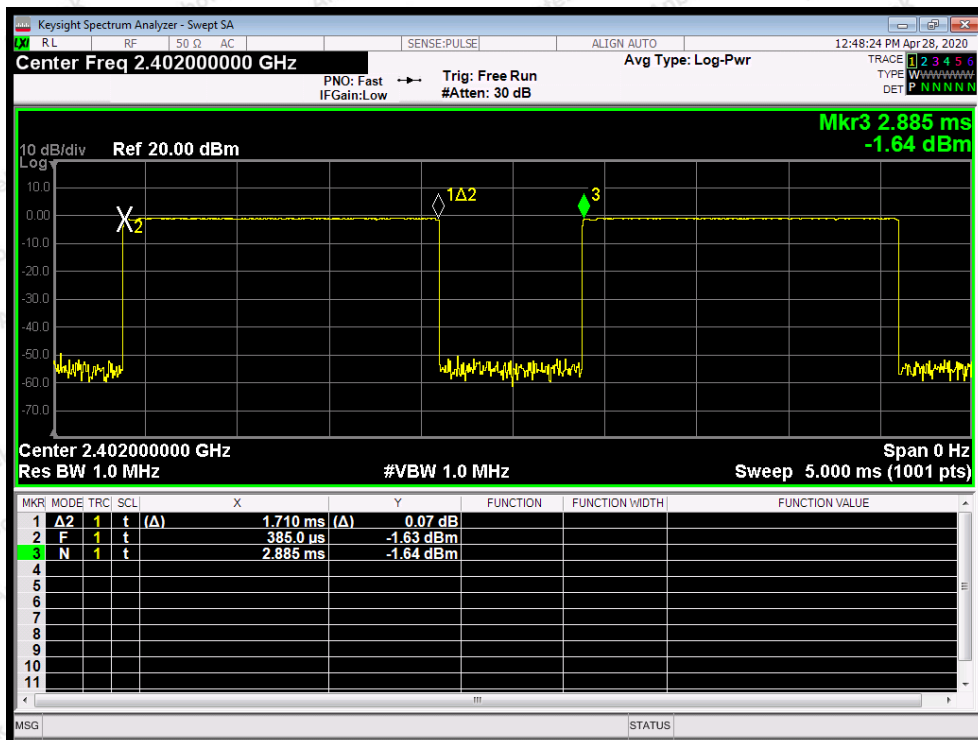 Keysight Spectrum Analyzer - Swept SA
LXI RL RF 50 Ω AC SENSE:PULSE ALIGN AUTO 12:48:24 PM Apr 28, 2020
Center Freq 2.402000000 GHz Avg Type: Log-Pwr TRACE 1 2 3 4 5 6
PNO: Fast Trig: Free Run TYPE WWWWWW
IFGain:Low #Atten: 30 dB DET P N N N N N
Mkr3 2.885 ms
10 dB/div Ref 20.00 dBm -1.64 dBm
Log
10.0
1Δ2 3
0.00
2
-10.0
-20.0
-30.0
-40.0
-50.0
-60.0
-70.0
Center 2.402000000 GHz Span 0 Hz
Res BW 1.0 MHz #VBW 1.0 MHz Sweep 5.000 ms (1001 pts)
MKR MODE TRC SCL X Y FUNCTION FUNCTION WIDTH FUNCTION VALUE
1 Δ2 1 t (Δ) 1.710 ms (Δ) 0.07 dB
2 F 1 t 385.0 µs -1.63 dBm
3 N 1 t 2.885 ms -1.64 dBm
4
5
6
7
8
9
10
11
MSG STATUS